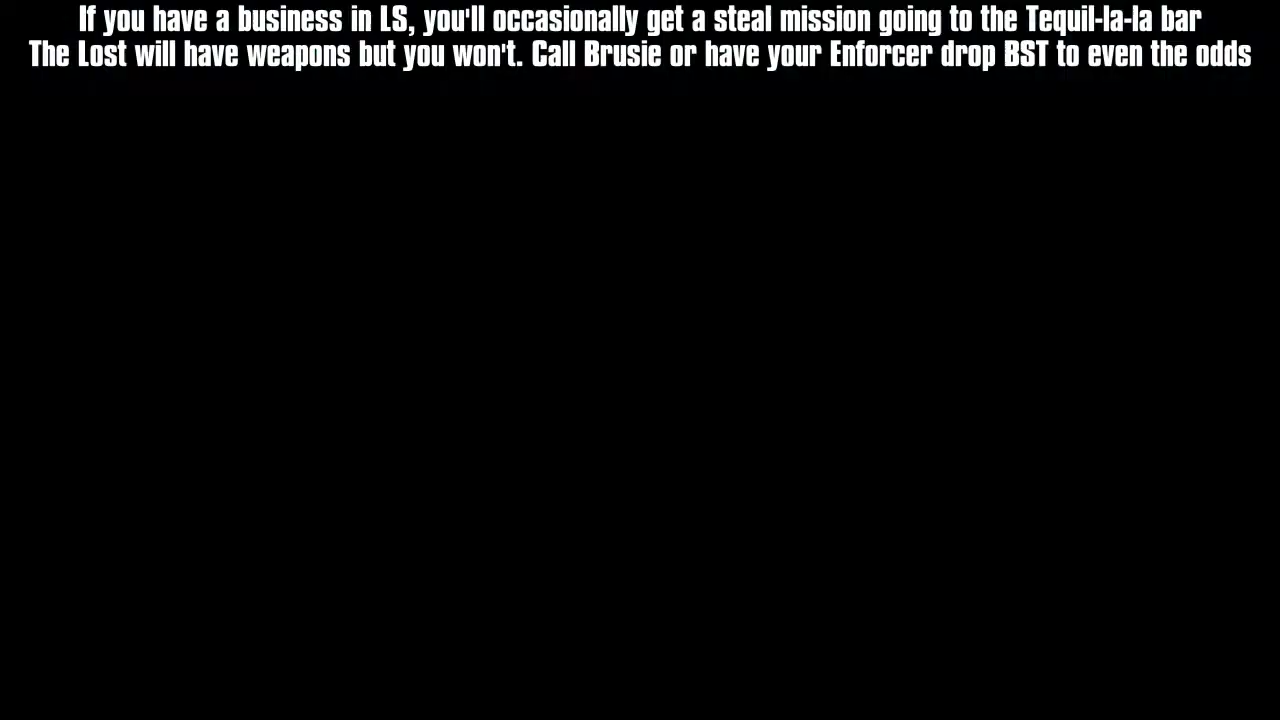 If you have a business in LS, you'll occasionally get a steal mission going to the Tequil-la-la bar
The Lost will have weapons but you won't. Call Brusie or have your Enforcer drop BST to even the odds